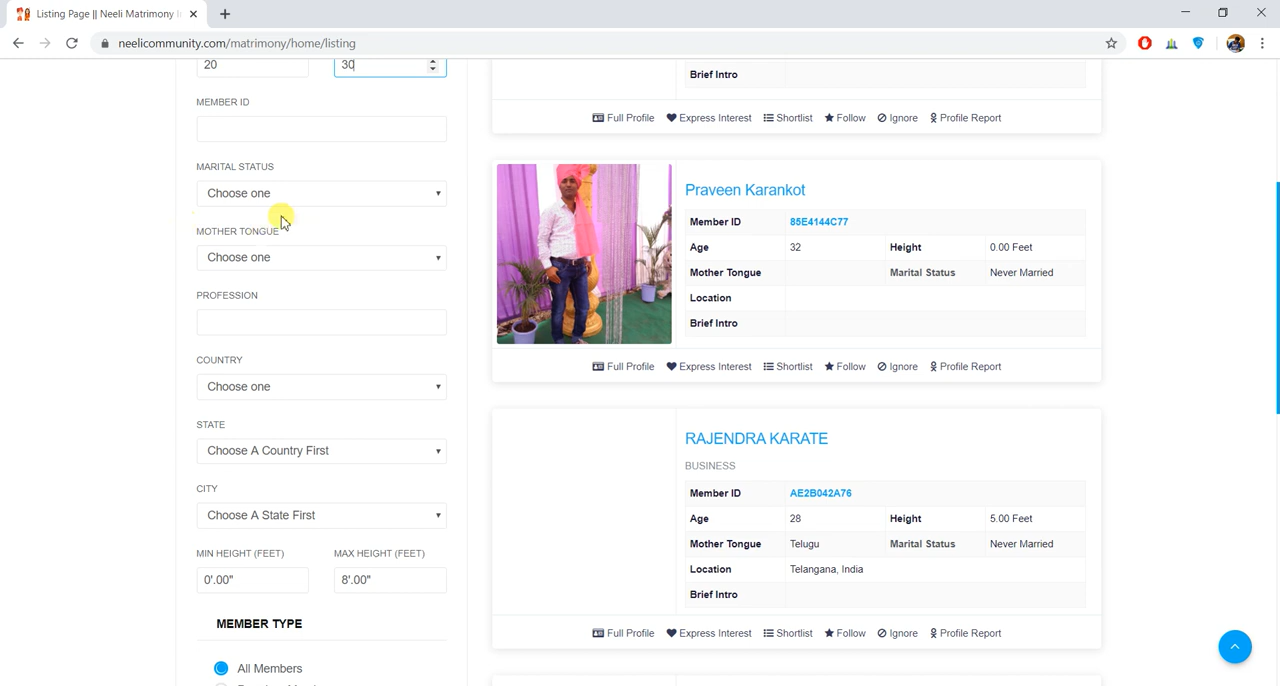 Listing Page || Neeli Matrimony
neelicommunity.com/matrimony/home/listing
20
30
MEMBER ID
MARITAL STATUS
Choose one
MOTHER TONGUE
Choose one
PROFESSION
COUNTRY
Choose one
STATE
Choose A Country First
CITY
Choose A State First
MIN HEIGHT (FEET) MAX HEIGHT (FEET)
0'.00" 8'.00"
MEMBER TYPE
All Members
Brief Intro
Full Profile Express Interest Shortlist Follow Ignore Profile Report
Praveen Karankot
Member ID 85E4144C77
Age 32 Height 0.00 Feet
Mother Tongue Marital Status Never Married
Location
Brief Intro
Full Profile Express Interest Shortlist Follow Ignore Profile Report
RAJENDRA KARATE
BUSINESS
Member ID AE2B042A76
Age 28 Height 5.00 Feet
Mother Tongue Telugu Marital Status Never Married
Location Telangana, India
Brief Intro
Full Profile Express Interest Shortlist Follow Ignore Profile Report